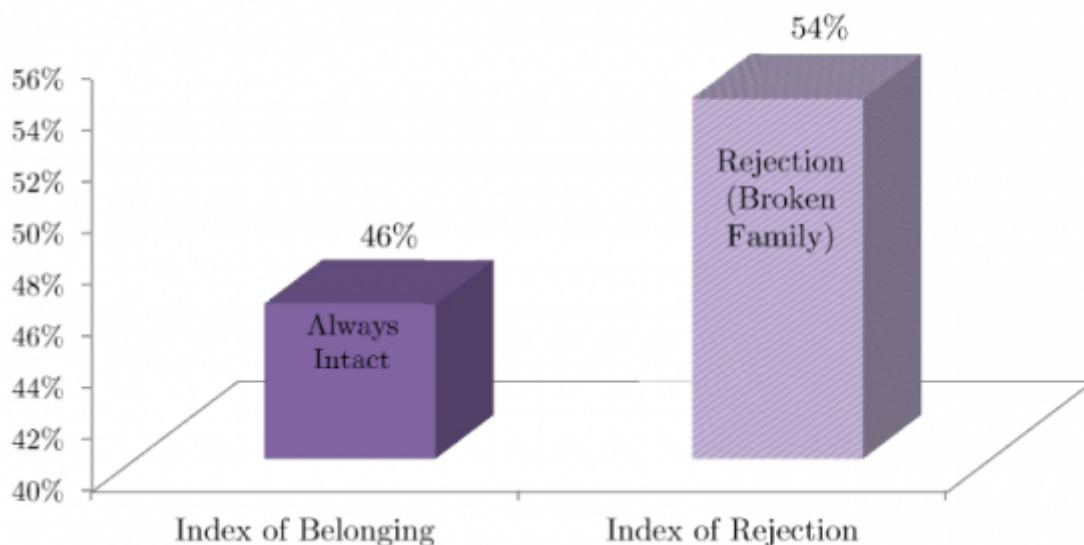 54%
56%
54%
52%
50%
48%
46%
44%
42%
40%
46%
Always
Intact
Rejection
(Broken
Family)
Index of Belonging
Index of Rejection